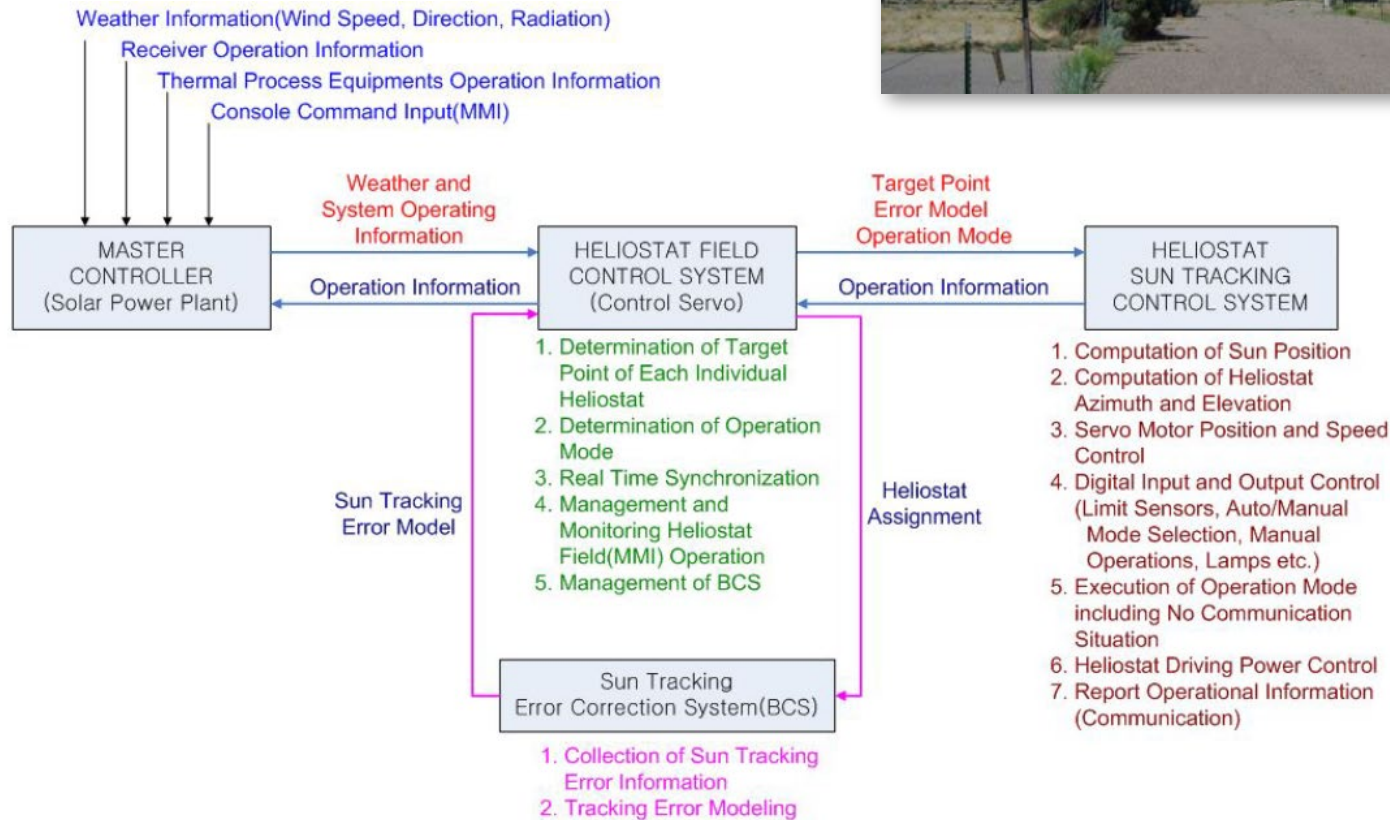 Weather Information(Wind Speed, Direction, Radiation)
Receiver Operation Information
Thermal Process Equipments Operation Information
Console Command Input(MMI)
MASTER
CONTROLLER
(Solar Power Plant)
Weather and
System Operating
Information
Operation Information
HELIOSTAT FIELD
CONTROL SYSTEM
(Control Servo)
Target Point
Error Model
Operation Mode
Operation Information
HELIOSTAT
SUN TRACKING
CONTROL SYSTEM
1. Determination of Target
Point of Each Individual
Heliostat
2. Determination of Operation
Mode
3. Real Time Synchronization
4. Management and
Monitoring Heliostat
Field(MMI) Operation
5. Management of BCS
Sun Tracking
Error Model
Heliostat
Assignment
1. Computation of Sun Position
2. Computation of Heliostat
Azimuth and Elevation
3. Servo Motor Position and Speed
Control
4. Digital Input and Output Control
(Limit Sensors, Auto/Manual
Mode Selection, Manual
Operations, Lamps etc.)
5. Execution of Operation Mode
including No Communication
Situation
6. Heliostat Driving Power Control
7. Report Operational Information
(Communication)
Sun Tracking
Error Correction System(BCS)
1. Collection of Sun Tracking
Error Information
2. Tracking Error Modeling